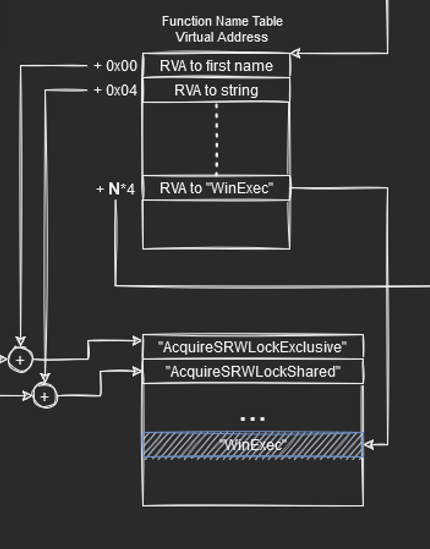 Function Name Table
Virtual Address
+ 0x00
RVA to first name
+ 0x04
RVA to string
+ N*4
RVA to "WinExec"
+
"AcquireSRWLockExclusive"
"AcquireSRWLockShared"
+
...
"WinExec"